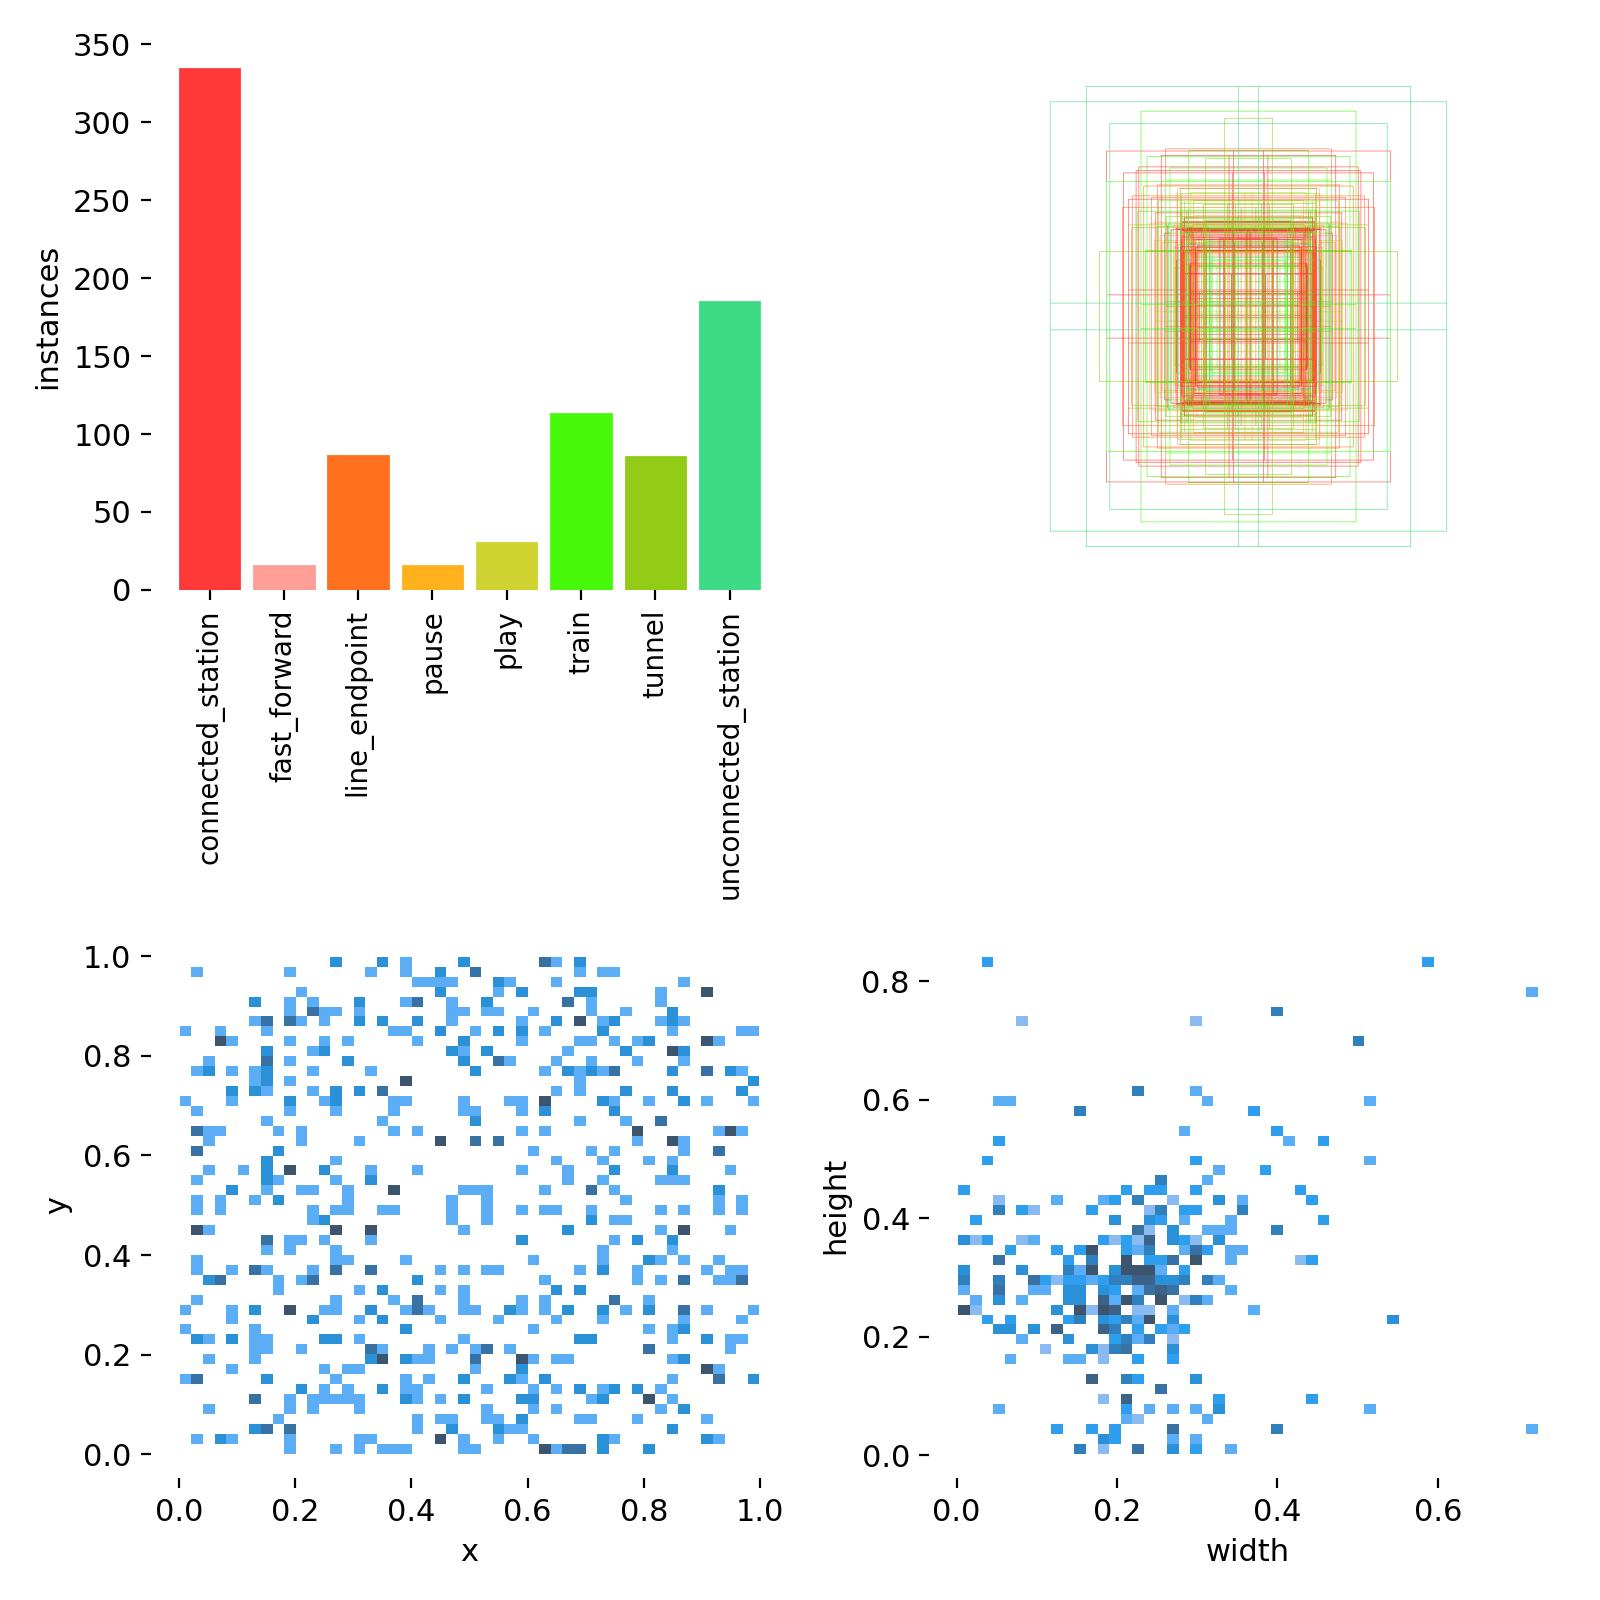 350
300
250
200
150
100
50
0
instances
connected_station
fast_forward
line_endpoint
pause
play
train
tunnel
unconnected_station
1.0
0.8
0.6
0.4
0.2
0.0
y
0.0 0.2 0.4 0.6 0.8 1.0
x
0.8
0.6
0.4
0.2
0.0
height
0.0 0.2 0.4 0.6
width